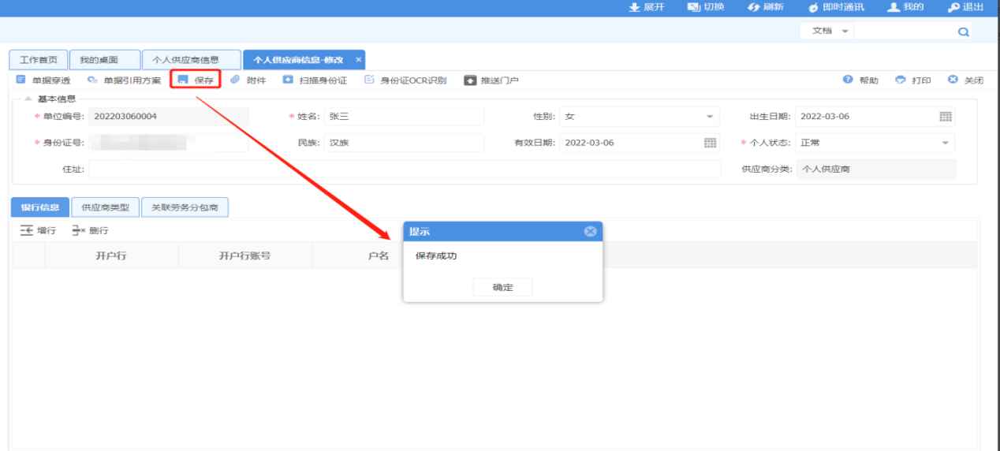 展开 切换 刷新 即时通讯 我的 退出
文档
工作首页 我的桌面 个人供应商信息 个人供应商信息-修改 ×
单据穿透 单据引用方案 保存 附件 扫描身份证 身份证OCR识别 推送门户 帮助 打印 关闭
基本信息
* 单位编号: 202203060004 * 姓名: 张三 性别: 女 出生日期: 2022-03-06
* 身份证号: 民族: 汉族 有效日期: 2022-03-06 * 个人状态: 正常
住址: 供应商分类: 个人供应商
银行信息 供应商类型 关联劳务分包商
增行 删行
开户行 开户行账号 户名
提示
保存成功
确定